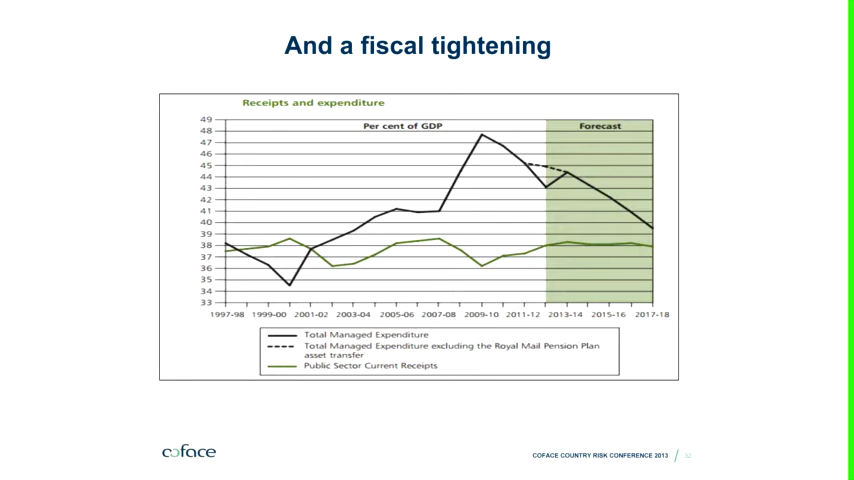 And a fiscal tightening
Receipts and expenditure
Per cent of GDP
Forecast
49
48
47
46
45
44
43
42
41
40
39
38
37
36
35
34
33
1997-98 1999-00 2001-02 2003-04 2005-06 2007-08 2009-10 2011-12 2013-14 2015-16 2017-18
Total Managed Expenditure
Total Managed Expenditure excluding the Royal Mail Pension Plan
asset transfer
Public Sector Current Receipts
coface
COFACE COUNTRY RISK CONFERENCE 2013 / 32